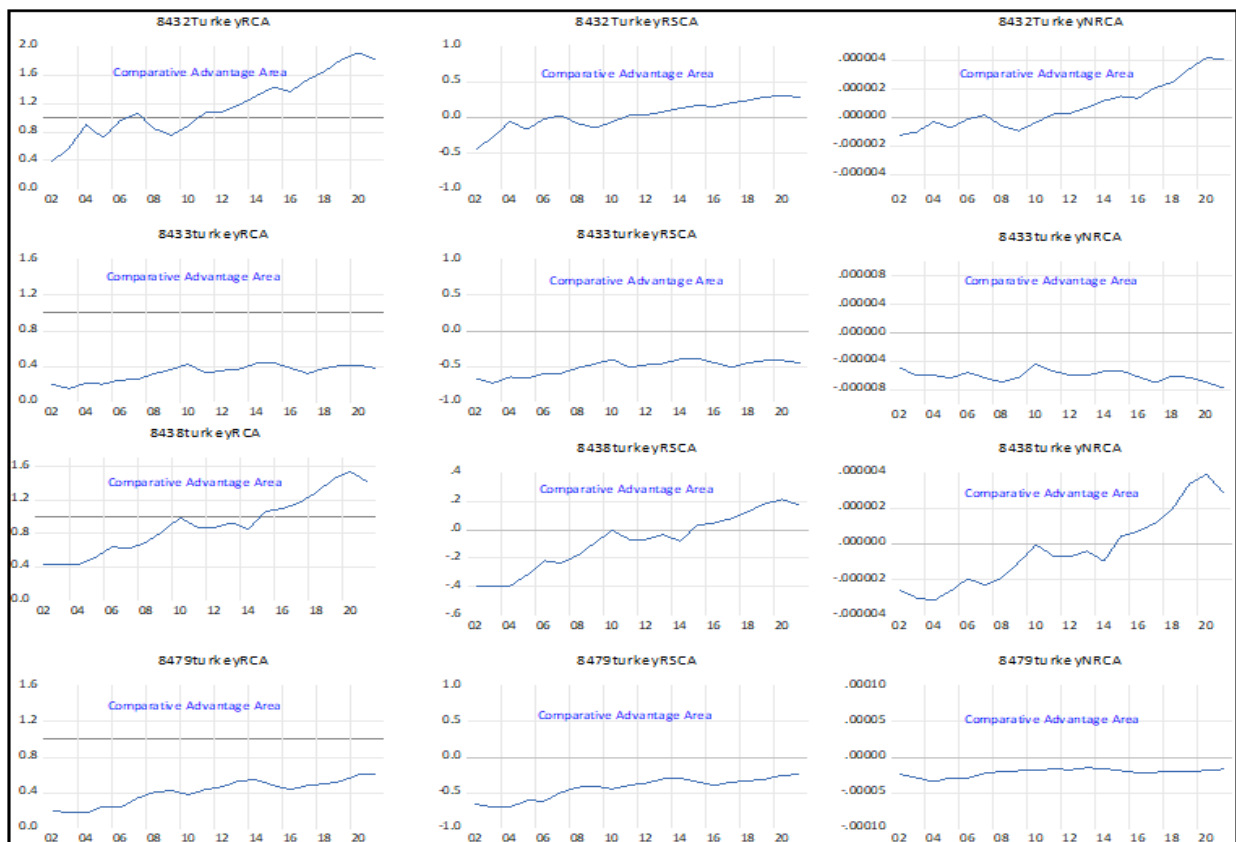 8432TurkeyRCA
2.0
1.6
1.2
0.8
0.4
0.0
Comparative Advantage Area
02 04 06 08 10 12 14 16 18 20
8432TurkeyRSCA
1.0
0.5
0.0
-0.5
-1.0
Comparative Advantage Area
02 04 06 08 10 12 14 16 18 20
8432TurkeyNRCA
.000004
.000002
.000000
-.000002
-.000004
Comparative Advantage Area
02 04 06 08 10 12 14 16 18 20
8433turkeyRCA
1.6
1.2
0.8
0.4
0.0
Comparative Advantage Area
02 04 06 08 10 12 14 16 18 20
8433turkeyRSCA
1.0
0.5
0.0
-0.5
-1.0
Comparative Advantage Area
02 04 06 08 10 12 14 16 18 20
8433turkeyNRCA
.000008
.000004
.000000
-.000004
-.000008
Comparative Advantage Area
02 04 06 08 10 12 14 16 18 20
8438turkeyRCA
1.6
1.2
0.8
0.4
0.0
Comparative Advantage Area
02 04 06 08 10 12 14 16 18 20
8438turkeyRSCA
.4
.2
.0
-.2
-.4
-.6
Comparative Advantage Area
02 04 06 08 10 12 14 16 18 20
8438turkeyNRCA
.000004
.000002
.000000
-.000002
-.000004
Comparative Advantage Area
02 04 06 08 10 12 14 16 18 20
8479turkeyRCA
1.6
1.2
0.8
0.4
0.0
Comparative Advantage Area
02 04 06 08 10 12 14 16 18 20
8479turkeyRSCA
1.0
0.5
0.0
-0.5
-1.0
Comparative Advantage Area
02 04 06 08 10 12 14 16 18 20
8479turkeyNRCA
.00010
.00005
.00000
-.00005
-.00010
Comparative Advantage Area
02 04 06 08 10 12 14 16 18 20